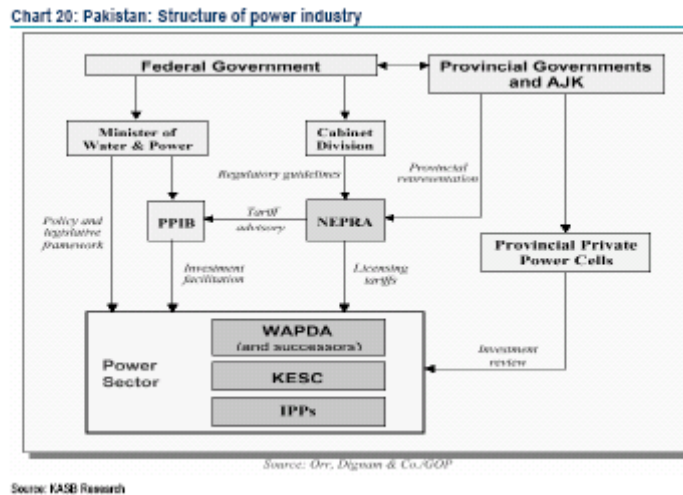 Chart 20: Pakistan: Structure of power industry
Federal Government
Provincial Governments
and AJK
Minister of
Water & Power
Cabinet
Division
Regulatory guidelines
Provincial
representation
Policy and
legislative
framework
PPIB
Tariff
advisory
NEPRA
Provincial Private
Power Cells
Investment
facilitation
Licensing
tariffs
Power
Sector
WAPDA
(and successors)
KESC
IPPs
Investment
review
Source: Orr, Dignam & Co./GOP
Source: KASB Research